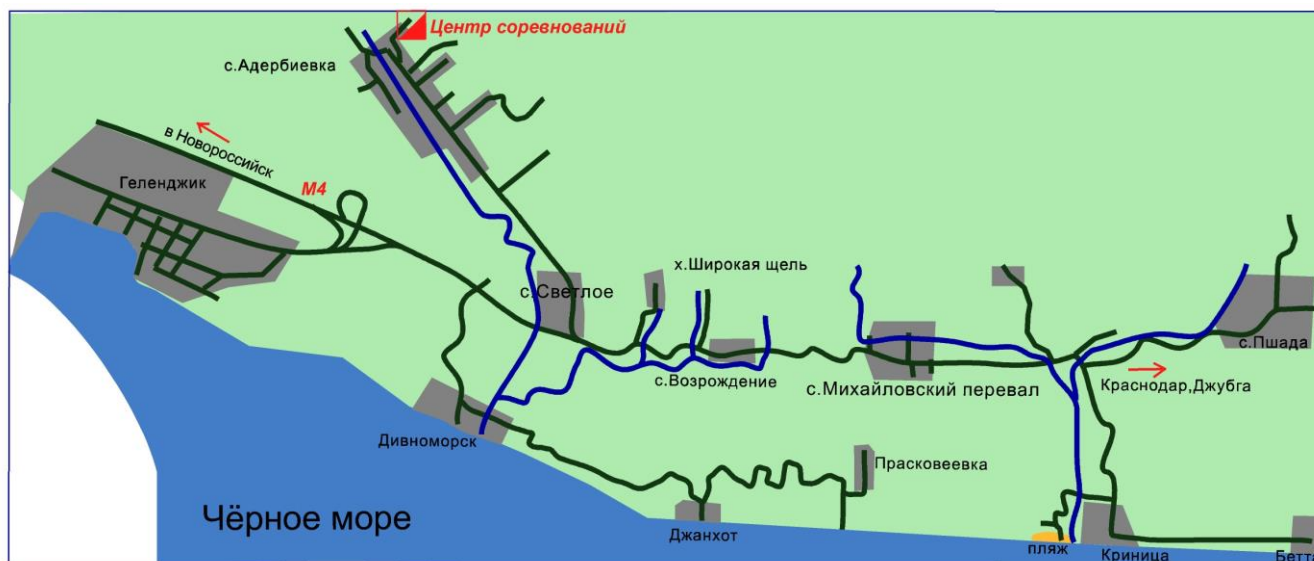 Центр соревнований
с.Адербиевка
в Новороссийск
Геленджик
М4
х.Широкая щель
с.Светлое
с.Пшада
с.Возрождение
с.Михайловский перевал
Краснодар,Джубга
Дивноморск
Прасковеевка
Чёрное море
Джанхот
пляж
Криница
Бетта